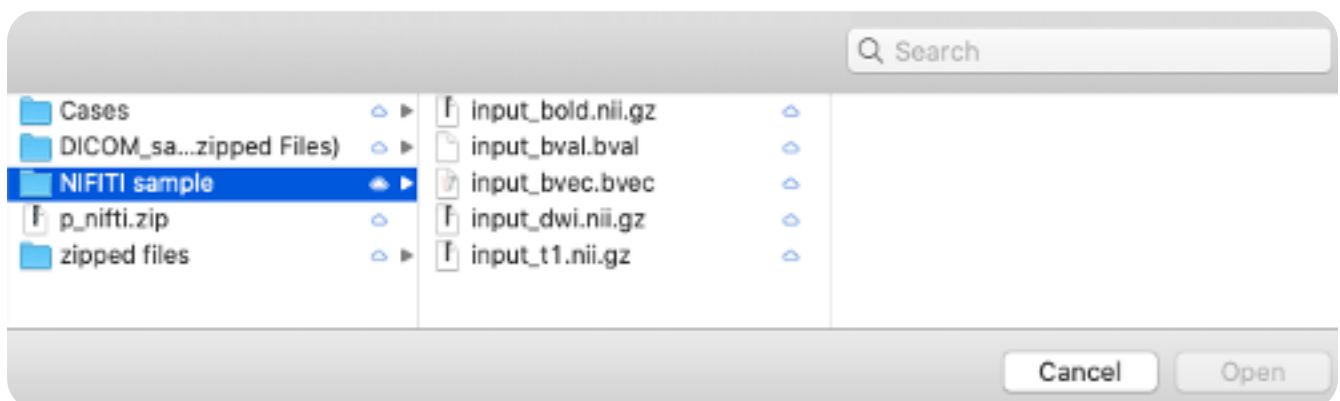 Search
Cases
DICOM_sa...zipped Files)
NIFITI sample
p_nifti.zip
zipped files
input_bold.nii.gz
input_bval.bval
input_bvec.bvec
input_dwi.nii.gz
input_t1.nii.gz
Cancel
Open